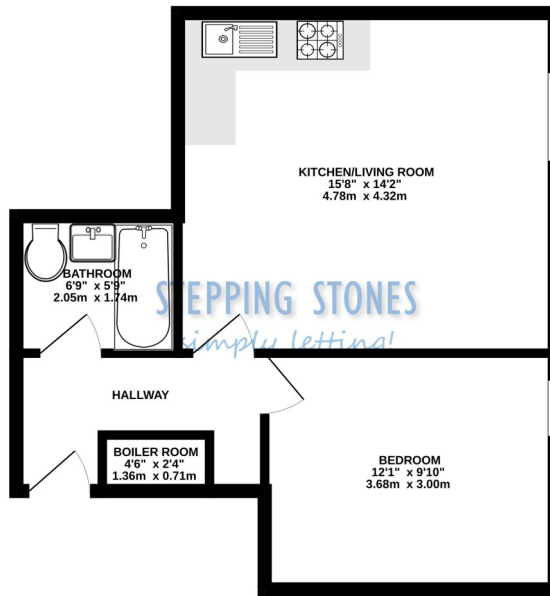 KITCHEN/LIVING ROOM
15'8" x 14'2"
4.78m x 4.32m
BATHROOM
6'9" x 5'9"
2.05m x 1.74m
STEPPING STONES
simply letting!
HALLWAY
BOILER ROOM
4'6" x 2'4"
1.36m x 0.71m
BEDROOM
12'1" x 9'10"
3.68m x 3.00m